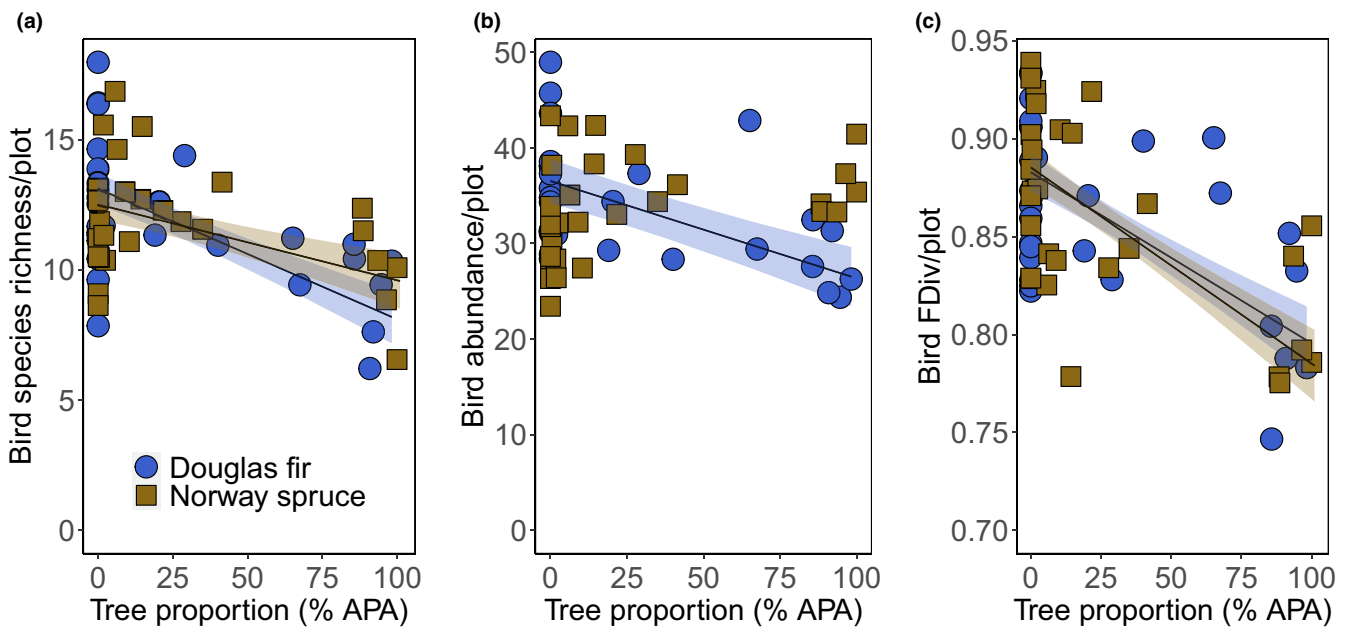 (a)
Bird species richness/plot
15
10
5
0
Douglas fir
Norway spruce
0 25 50 75 100
Tree proportion (% APA)
(b)
Bird abundance/plot
50
40
30
20
10
0
0 25 50 75 100
Tree proportion (% APA)
(c)
Bird FDiv/plot
0.95
0.90
0.85
0.80
0.75
0.70
0 25 50 75 100
Tree proportion (% APA)